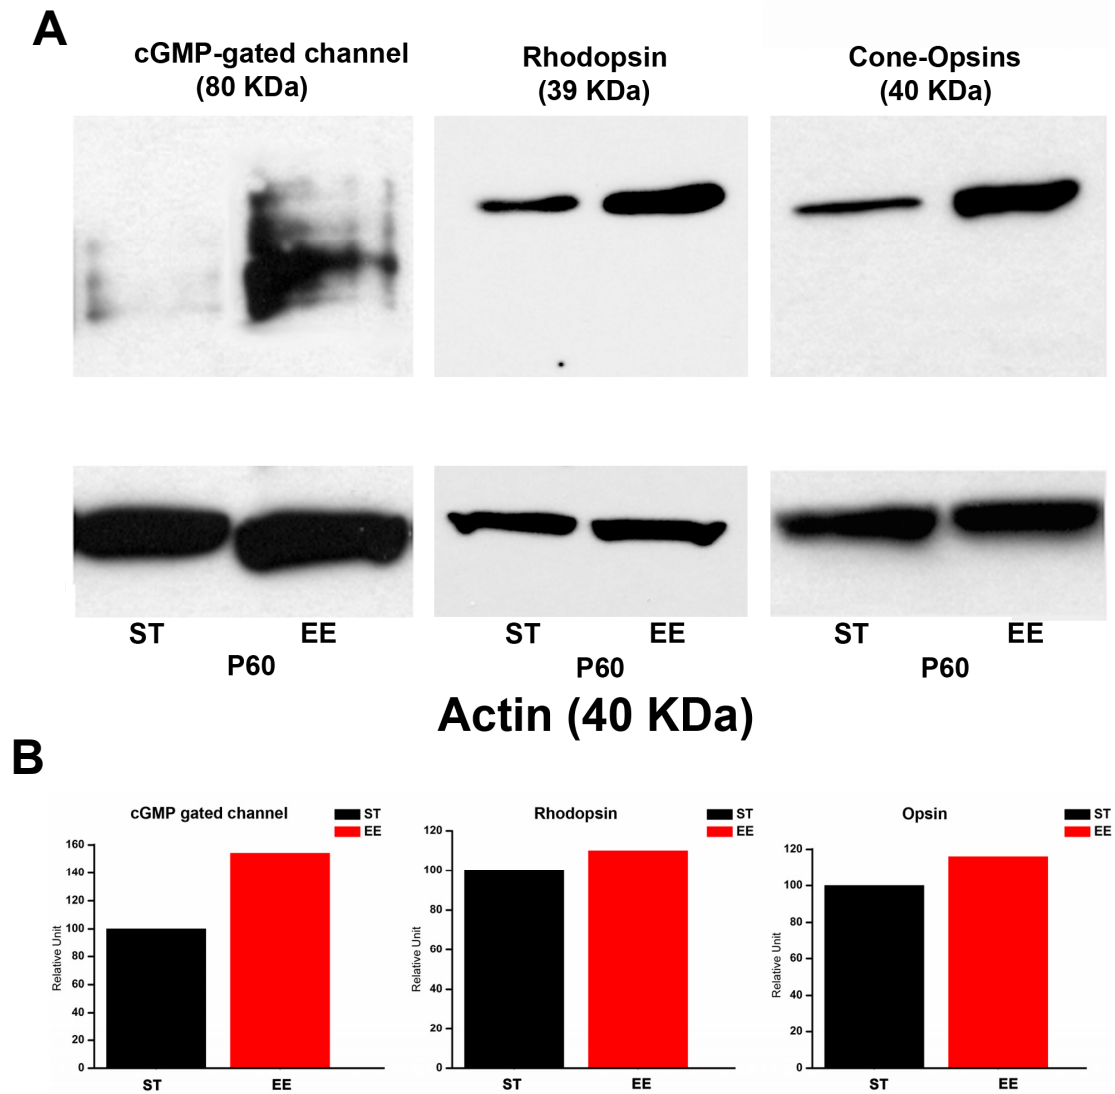 A
cGMP-gated channel
(80 KDa)
Rhodopsin
(39 KDa)
Cone-Opsins
(40 KDa)
ST EE
P60
ST EE
P60
ST EE
P60
Actin (40 KDa)
B
cGMP gated channel
ST
EE
160
140
120
100
80
60
40
20
0
Relative Unit
ST EE
Rhodopsin
ST
EE
120
100
80
60
40
20
0
Relative Unit
ST EE
Opsin
ST
EE
120
100
80
60
40
20
0
Relative Unit
ST EE